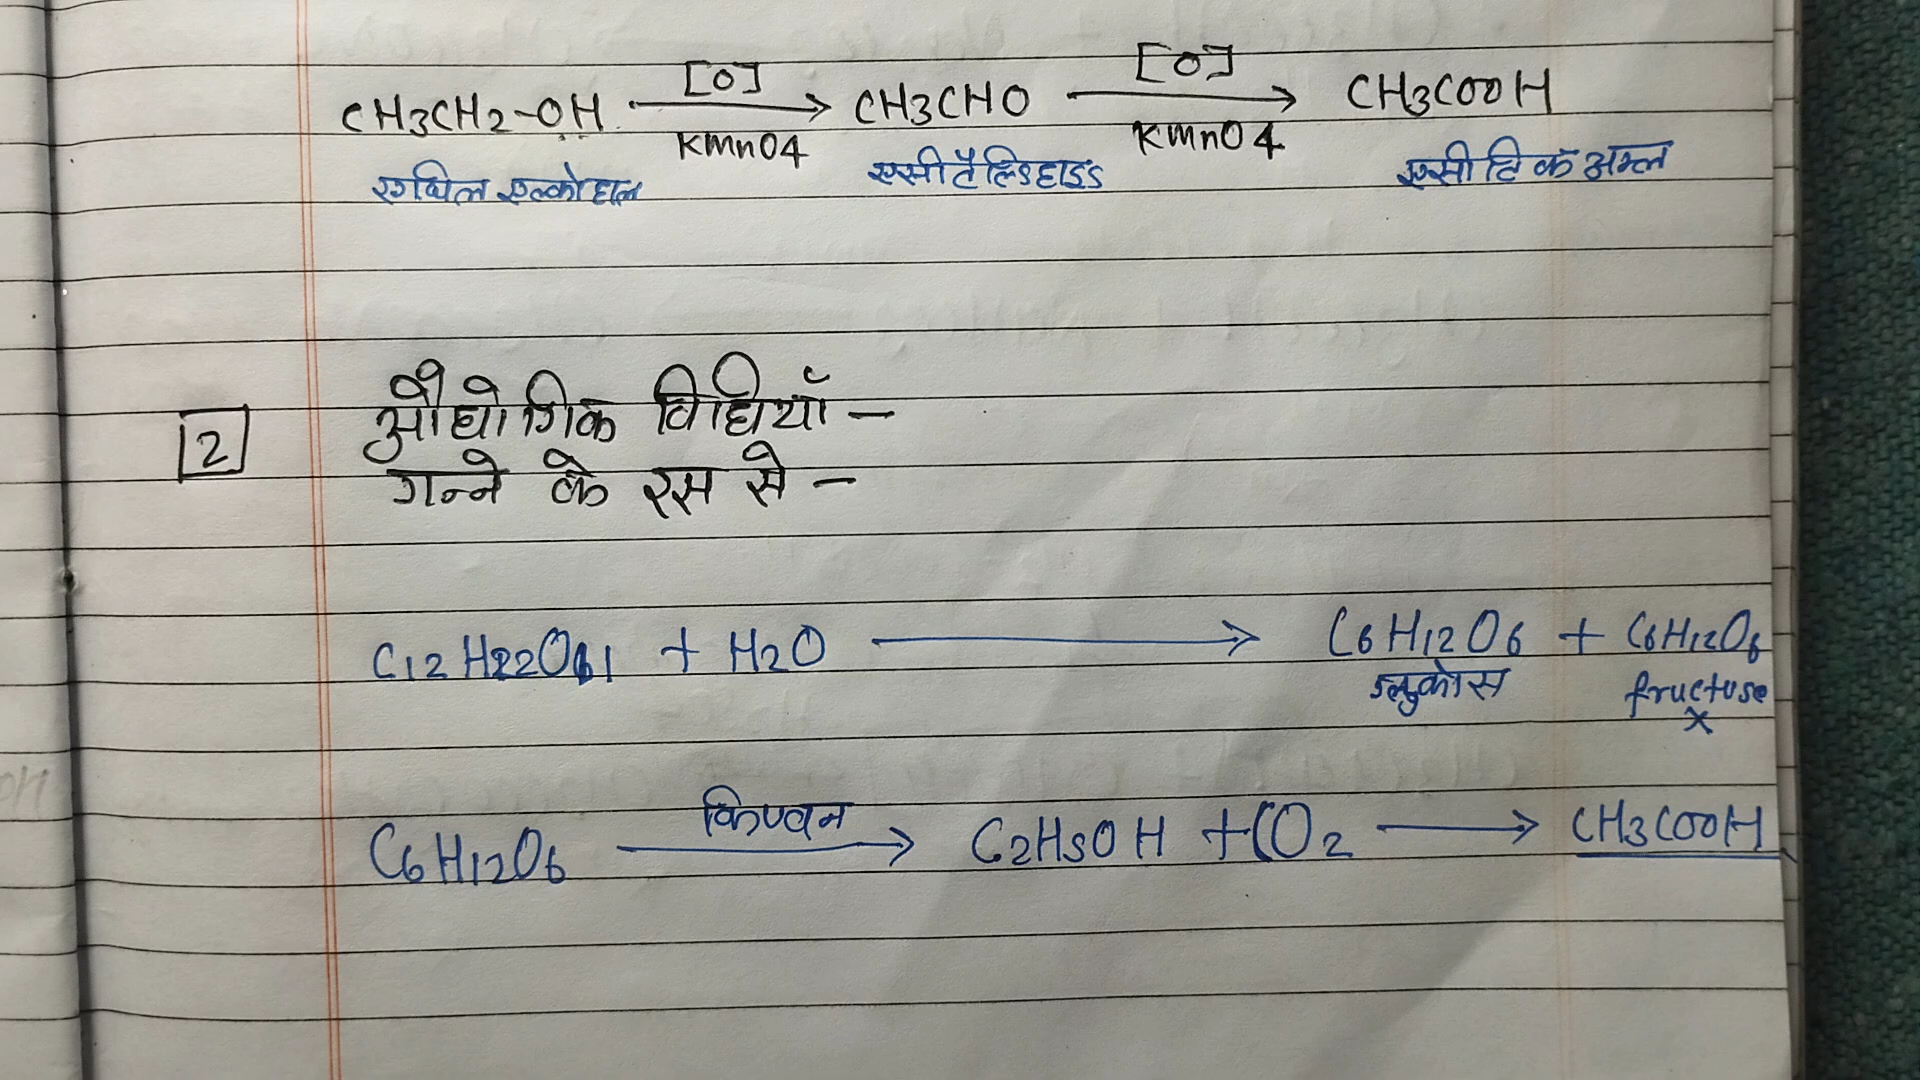 CH3CH2-OH [O] KMnO4 → CH3CHO [O] KMnO4 → CH3COOH
एथिल एल्कोहाल एसीटैल्डिहाइड एसीटिक अम्ल
2 औद्योगिक विधियाँ -
गन्ने के रस से -
C12H22O11 + H2O → C6H12O6 + C6H12O6
ग्लुकोस fructose
x
C6H12O6 किण्वन → C2H5OH + CO2 → CH3COOH